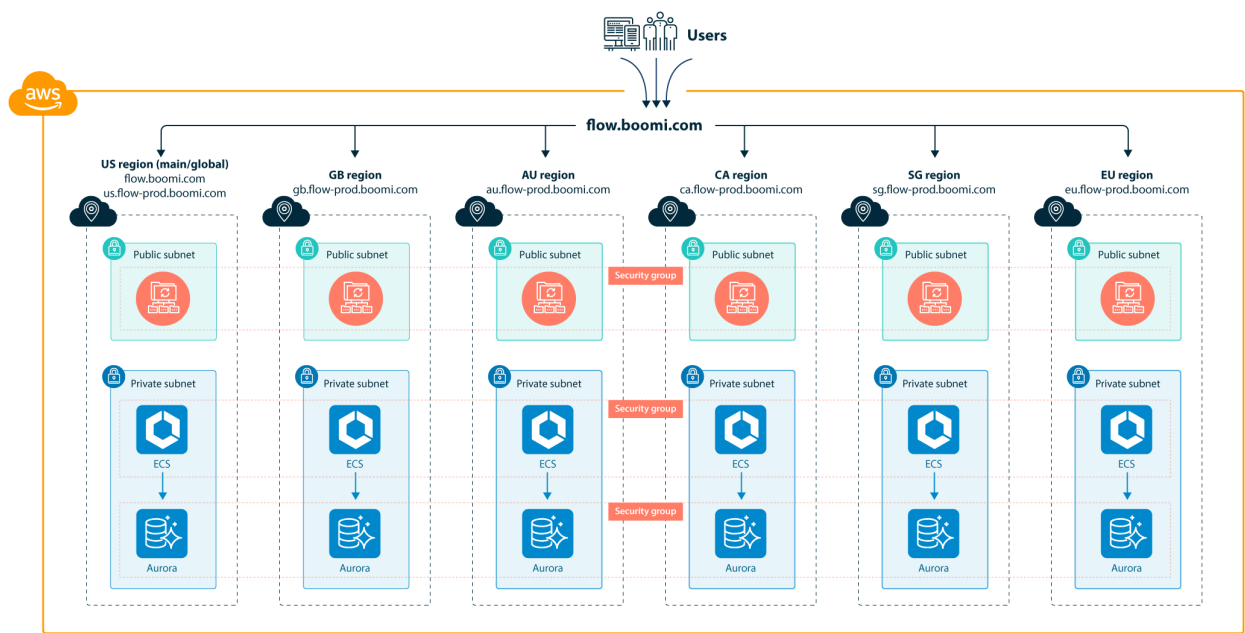 Users
aws
flow.boomi.com
US region (main/global)
flow.boomi.com
us.flow-prod.boomi.com
GB region
gb.flow-prod.boomi.com
AU region
au.flow-prod.boomi.com
CA region
ca.flow-prod.boomi.com
SG region
sg.flow-prod.boomi.com
EU region
eu.flow-prod.boomi.com
Public subnet
Public subnet
Public subnet
Public subnet
Public subnet
Public subnet
Security group
Private subnet
Private subnet
Private subnet
Private subnet
Private subnet
Private subnet
Security group
ECS
ECS
ECS
ECS
ECS
ECS
Security group
Aurora
Aurora
Aurora
Aurora
Aurora
Aurora